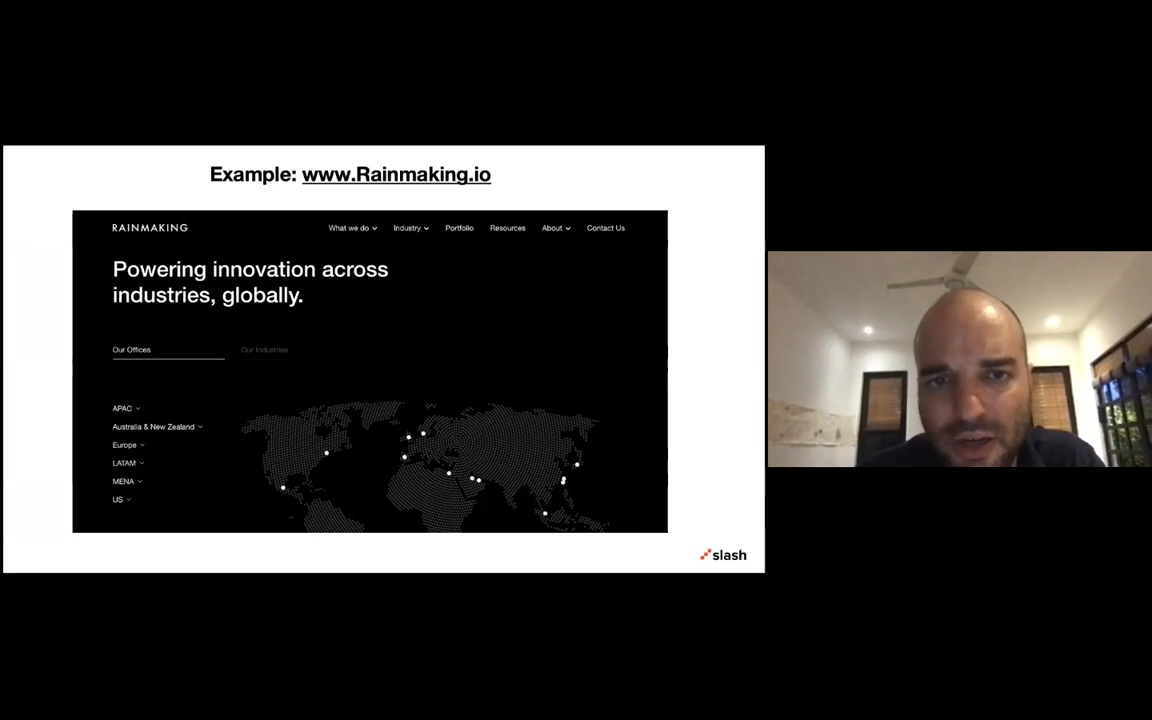 Example: www.Rainmaking.io
RAINMAKING
What we do Industry Portfolio Resources About Contact Us
Powering innovation across
industries, globally.
Our Offices Our Industries
APAC
Australia & New Zealand
Europe
LATAM
MENA
US
slash